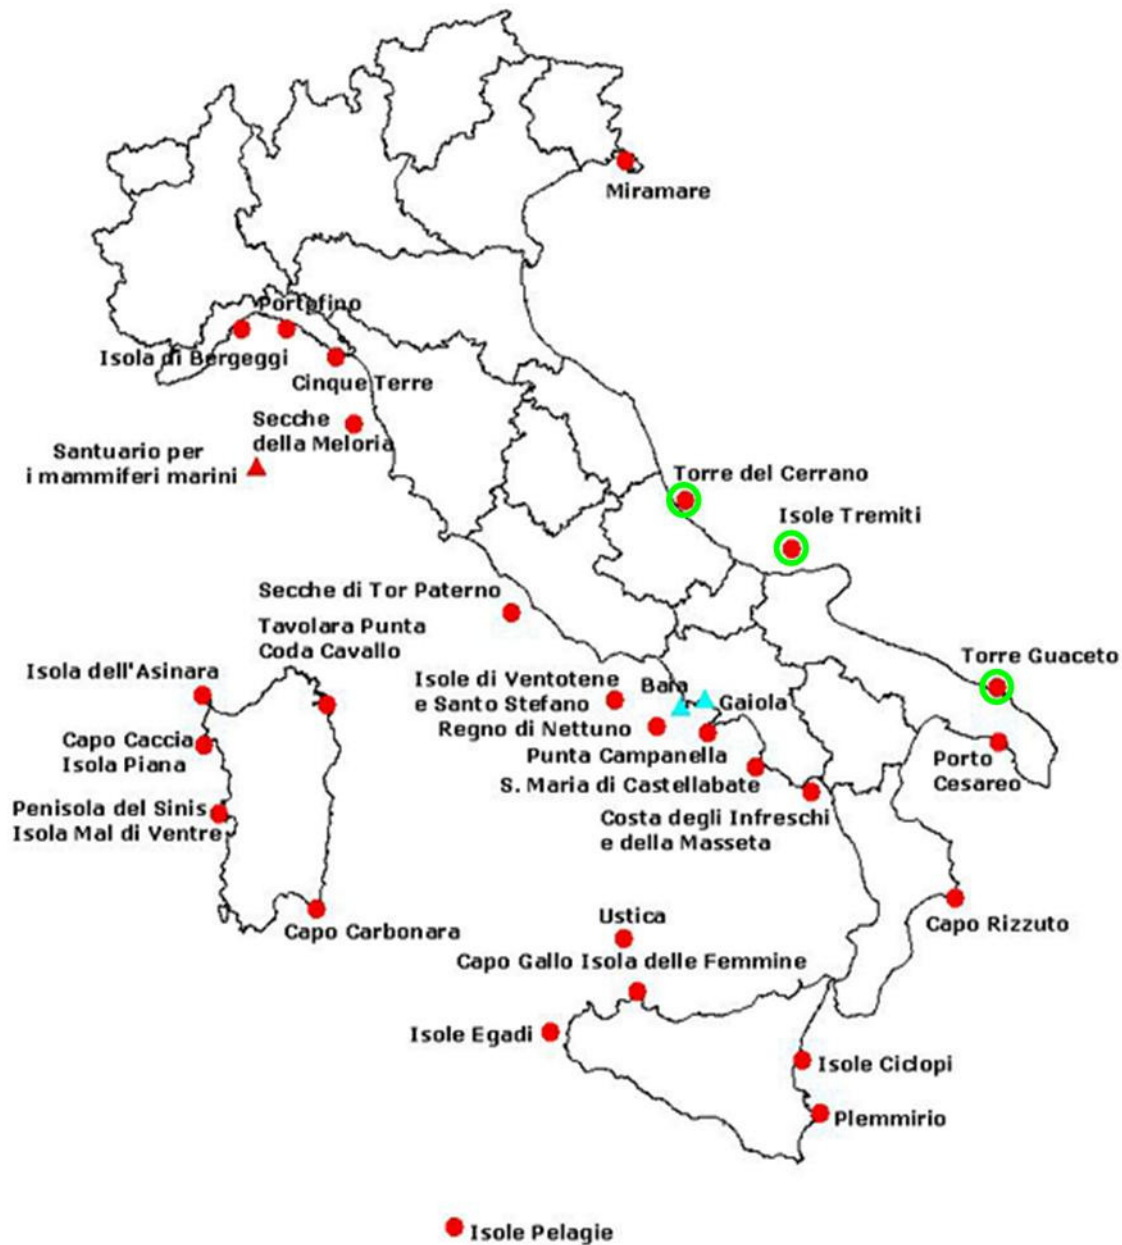 Miramare
Portofino
Isola di Bergeggi
Cinque Terre
Secche
della Meloria
Santuario per
i mammiferi marini
Torre del Cerrano
Isole Tremiti
Secche di Tor Paterno
Tavolara Punta
Coda Cavallo
Torre Guaceto
Isola dell'Asinara
Isole di Ventotene
e Santo Stefano
Baia
Gaiola
Regno di Nettuno
Capo Caccia
Isola Piana
Punta Campanella
Porto
Cesareo
S. Maria di Castellabate
Penisola del Sinis
Isola Mal di Ventre
Costa degli Infreschi
e della Masseta
Ustica
Capo Rizzuto
Capo Carbonara
Capo Gallo Isola delle Femmine
Isole Egadi
Isole Ciclopi
Plemmirio
Isole Pelagie